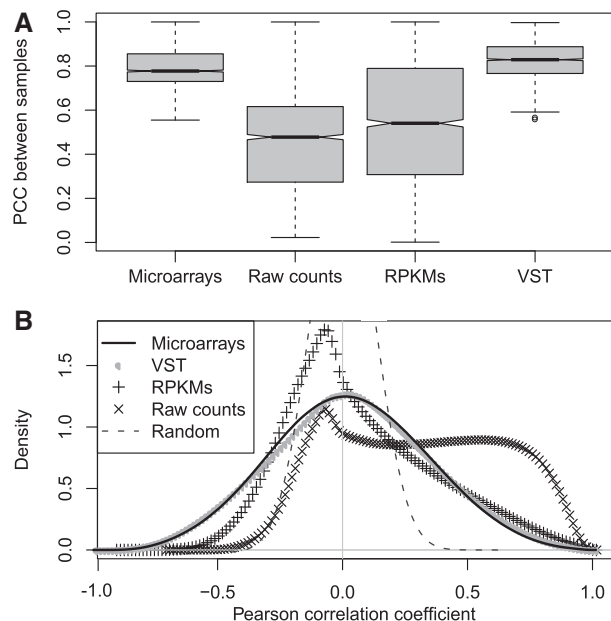 A
PCC between samples
1.0
0.8
0.6
0.4
0.2
0.0
Microarrays Raw counts RPKMs VST
B
Density
1.5
1.0
0.5
0.0
Microarrays
VST
RPKMs
Raw counts
Random
-1.0 −0.5 0.0 0.5 1.0
Pearson correlation coefficient